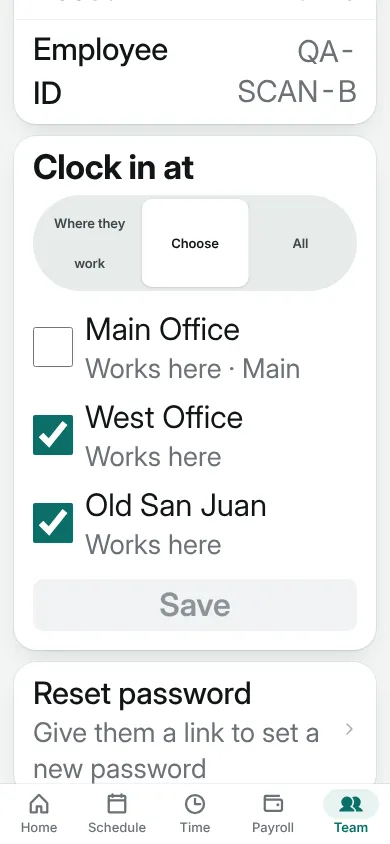 Employee
ID
QA-
SCAN-B
Clock in at
Where they
work
Choose
All
Main Office
Works here · Main
West Office
Works here
Old San Juan
Works here
Save
Reset password
Give them a link to set a
new password
Home
Schedule
Time
Payroll
Team